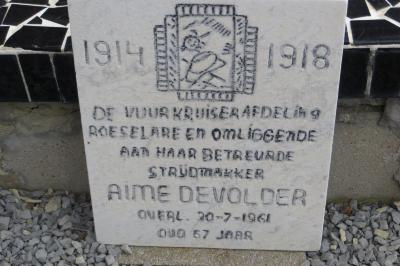 1914 1918
DE VUURKRUISERAFDELING
ROESELARE EN OMLIGGENDE
AAN HAAR BETREURDE
STRIJDMAKKER
AIMÉ DEVOLDER
OVERL. 20-7-1961
OUD 67 JAAR